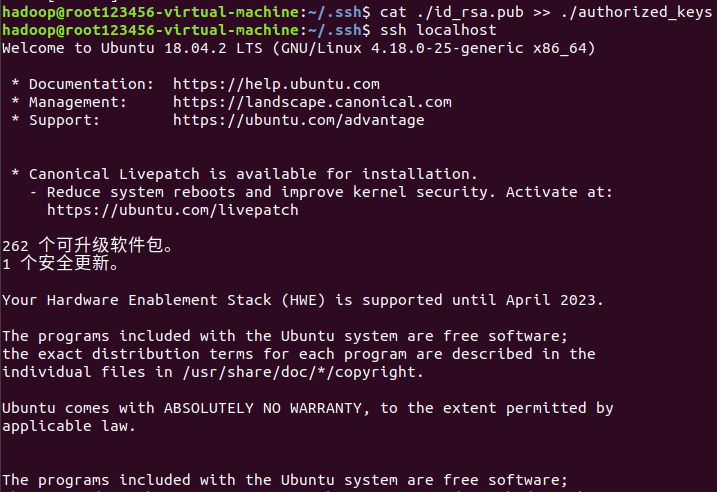 hadoop@root123456-virtual-machine:~/.ssh$ cat ./id_rsa.pub >> ./authorized_keys
hadoop@root123456-virtual-machine:~/.ssh$ ssh localhost
Welcome to Ubuntu 18.04.2 LTS (GNU/Linux 4.18.0-25-generic x86_64)
* Documentation:  https://help.ubuntu.com
* Management:     https://landscape.canonical.com
* Support:        https://ubuntu.com/advantage
* Canonical Livepatch is available for installation.
- Reduce system reboots and improve kernel security. Activate at:
https://ubuntu.com/livepatch
262 个可升级软件包。
1 个安全更新。
Your Hardware Enablement Stack (HWE) is supported until April 2023.
The programs included with the Ubuntu system are free software;
the exact distribution terms for each program are described in the
individual files in /usr/share/doc/*/copyright.
Ubuntu comes with ABSOLUTELY NO WARRANTY, to the extent permitted by
applicable law.
The programs included with the Ubuntu system are free software;